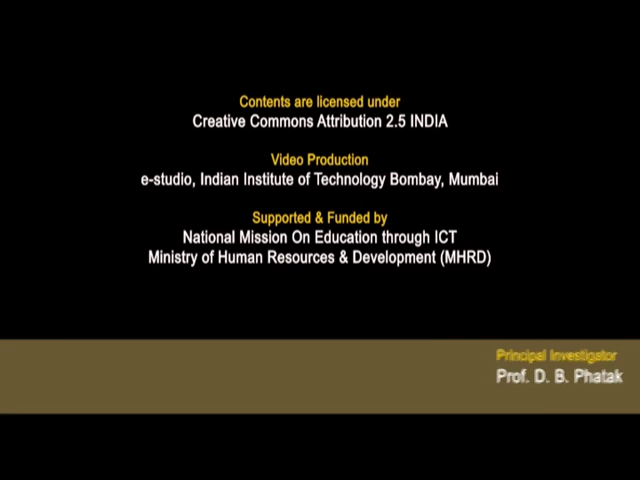 Contents are licensed under
Creative Commons Attribution 2.5 INDIA
Video Production
e-studio, Indian Institute of Technology Bombay, Mumbai
Supported & Funded by
National Mission On Education through ICT
Ministry of Human Resources & Development (MHRD)
Principal Investigator
Prof. D. B. Phatak